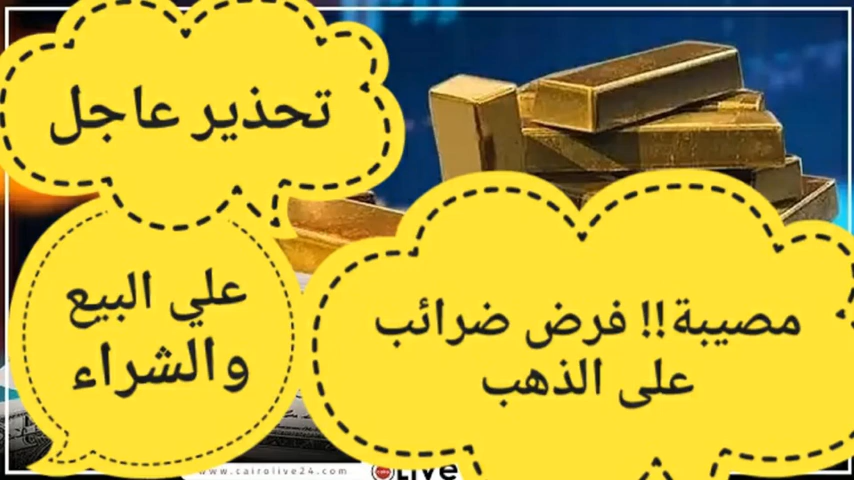 تحذير عاجل
علي البيع
والشراء
مصيبة!! فرض ضرائب
على الذهب
www.cairolive24.com
LIVE